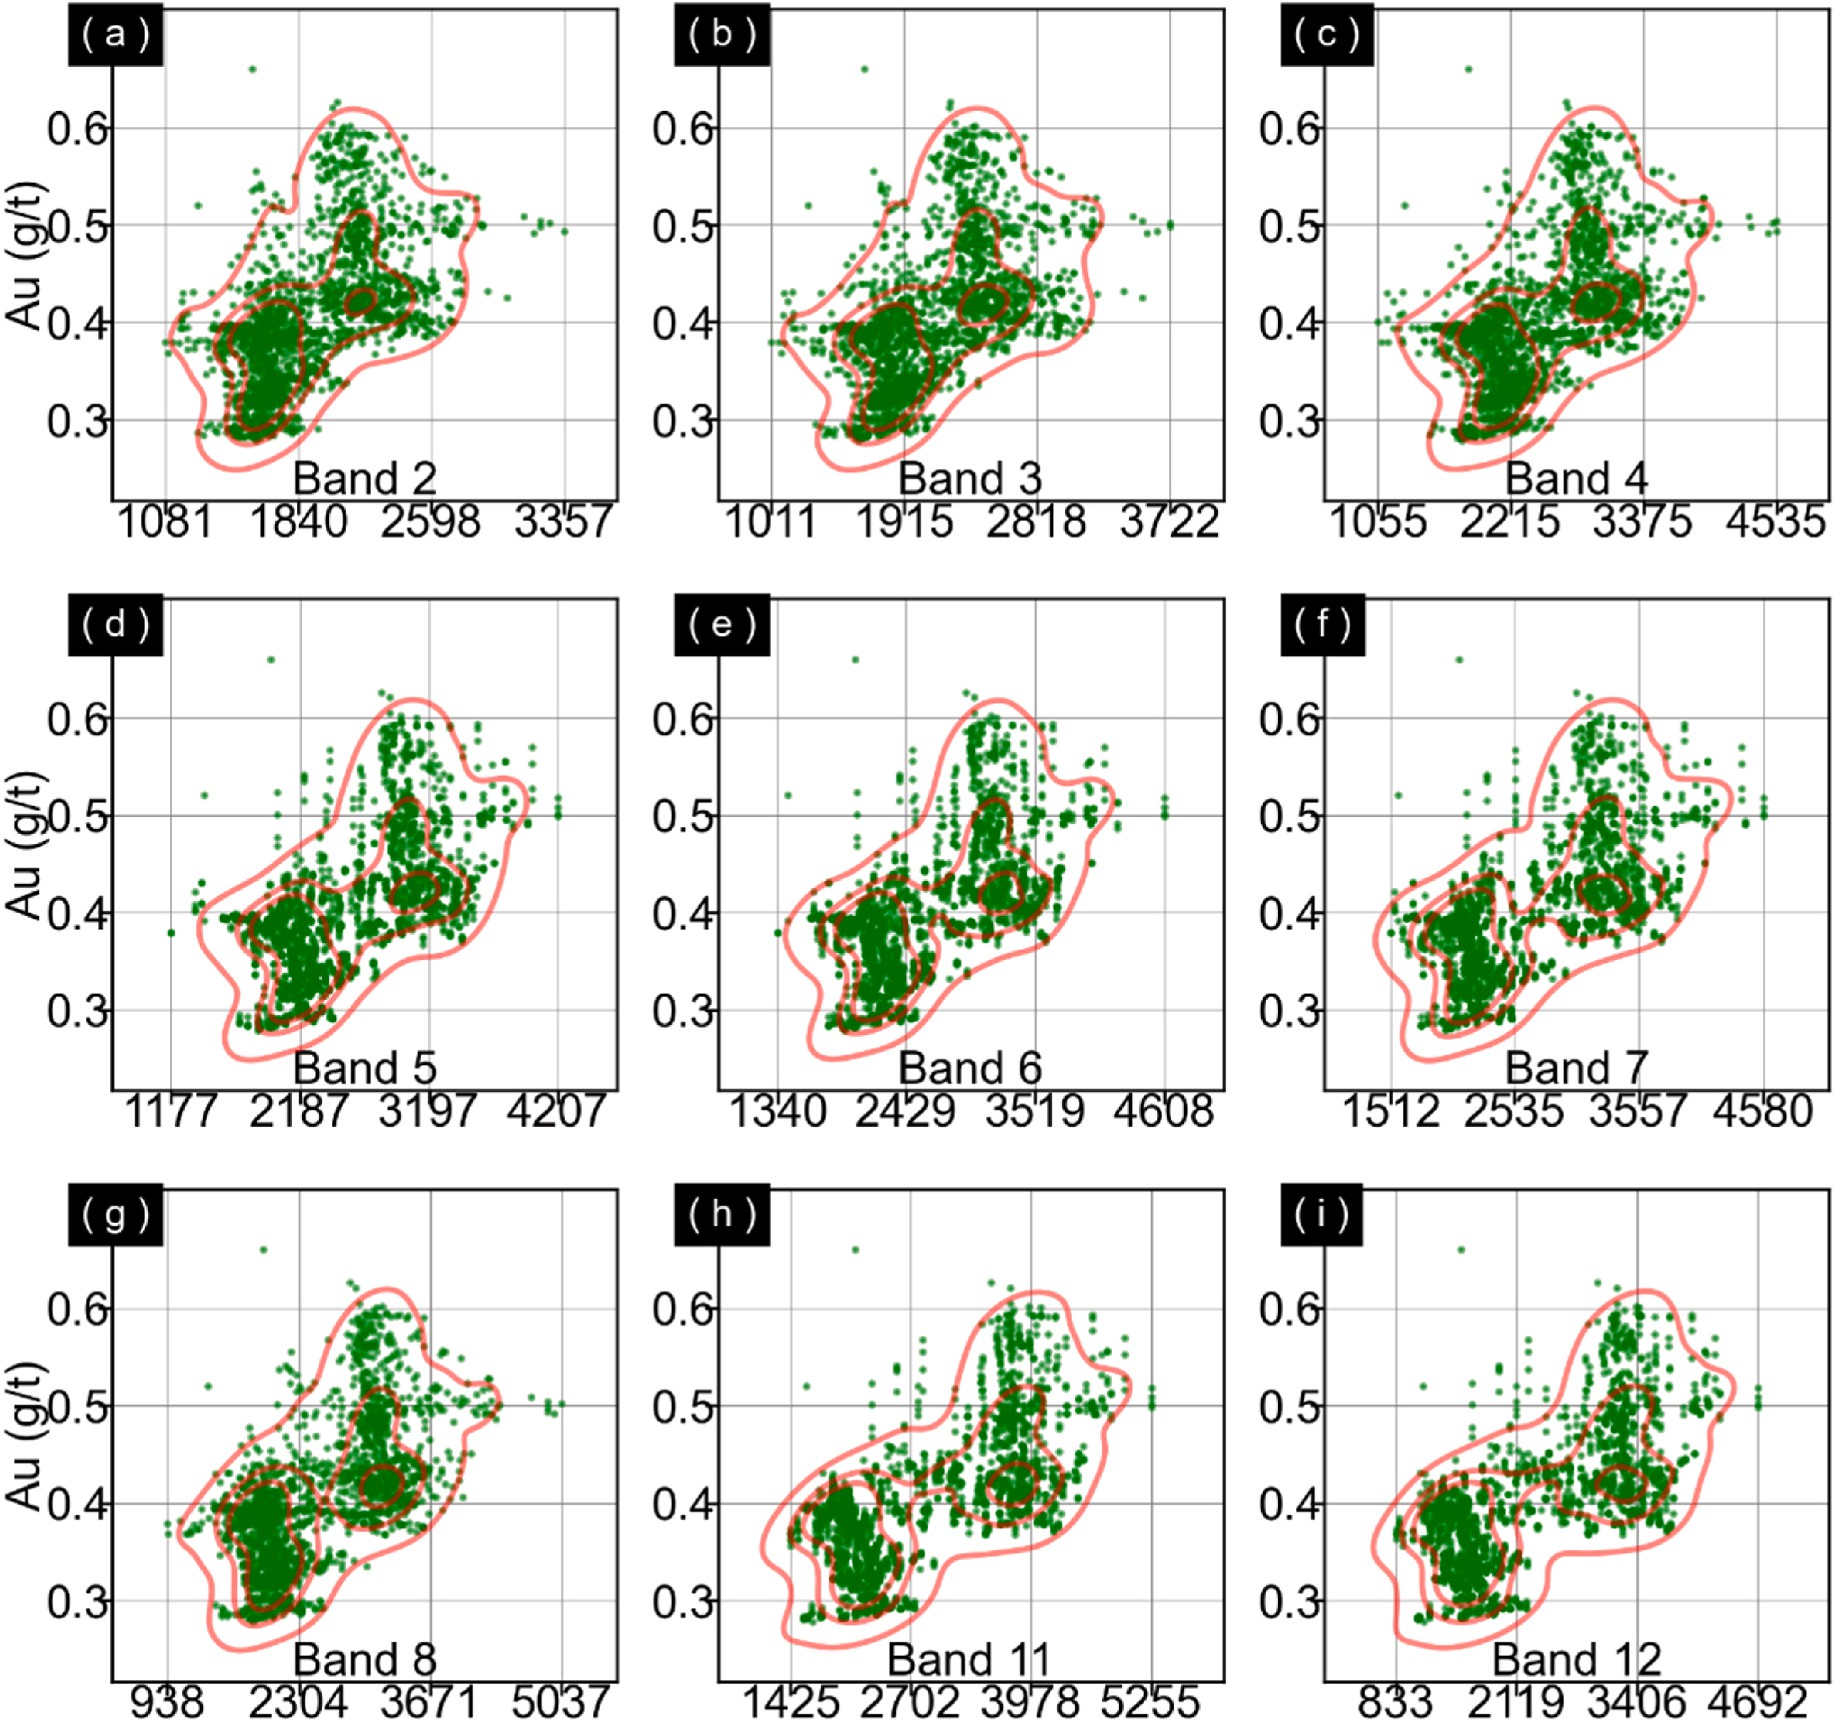 ( a )
( b )
( c )
Au (g/t)
0.6
0.5
0.4
0.3
Band 2
1081 1840 2598 3357
0.6
0.5
0.4
0.3
Band 3
1011 1915 2818 3722
0.6
0.5
0.4
0.3
Band 4
1055 2215 3375 4535
( d )
( e )
( f )
Au (g/t)
0.6
0.5
0.4
0.3
Band 5
1177 2187 3197 4207
0.6
0.5
0.4
0.3
Band 6
1340 2429 3519 4608
0.6
0.5
0.4
0.3
Band 7
1512 2535 3557 4580
( g )
( h )
( i )
Au (g/t)
0.6
0.5
0.4
0.3
Band 8
938 2304 3671 5037
0.6
0.5
0.4
0.3
Band 11
1425 2702 3978 5255
0.6
0.5
0.4
0.3
Band 12
833 2119 3406 4692